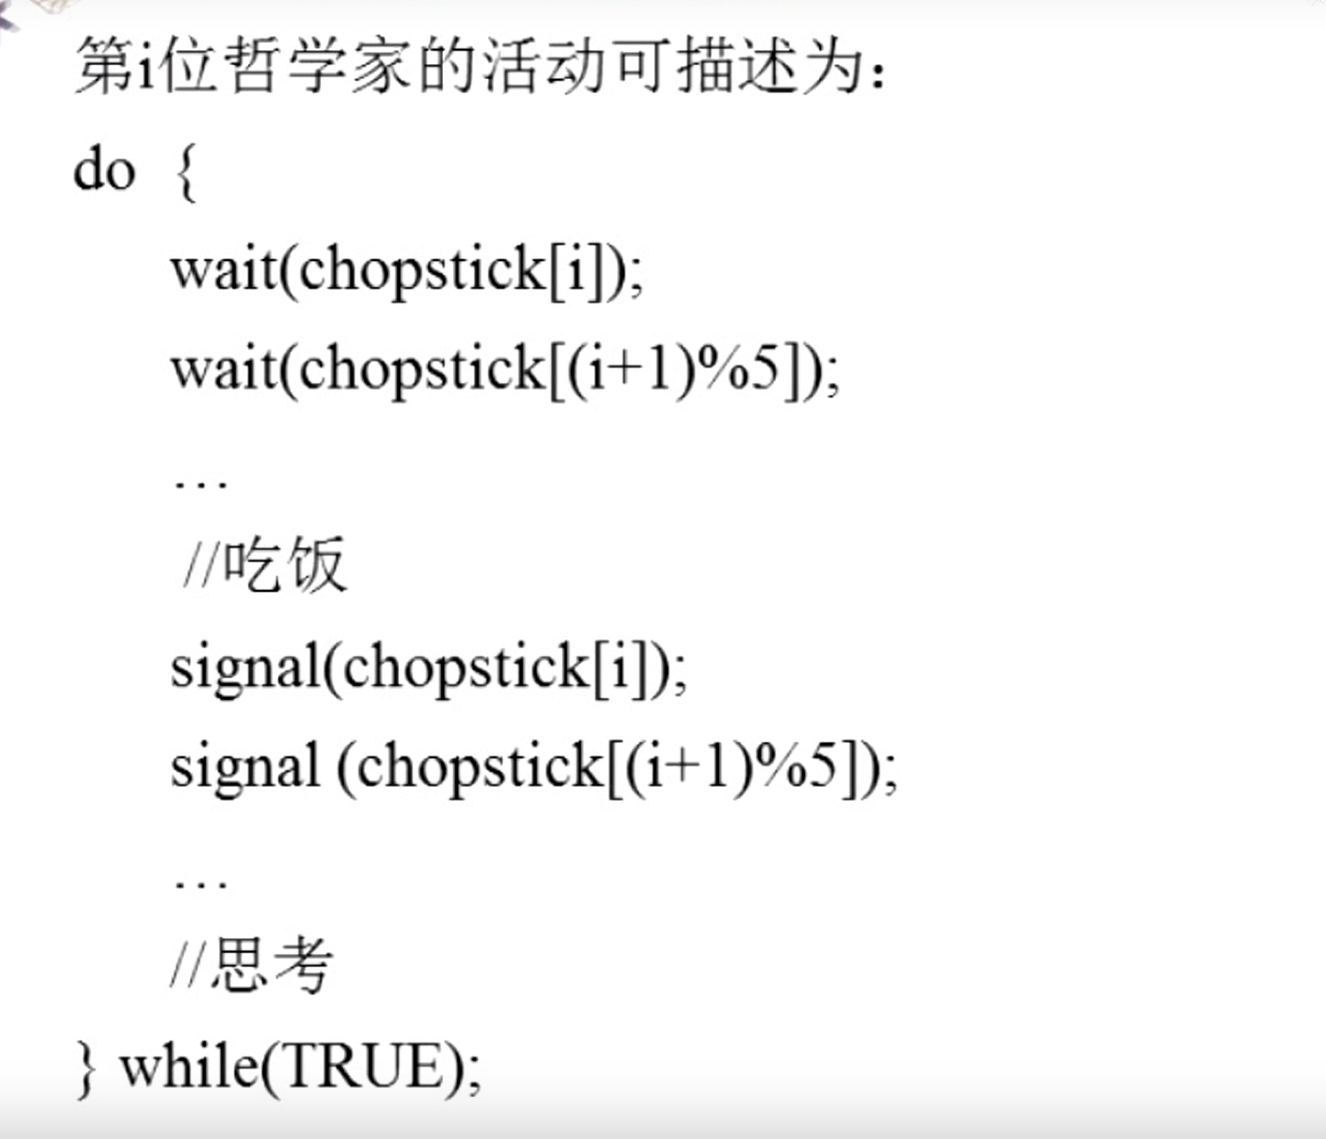 第i位哲学家的活动可描述为：
do {
wait(chopstick[i]);
wait(chopstick[(i+1)%5]);
…
//吃饭
signal(chopstick[i]);
signal (chopstick[(i+1)%5]);
…
//思考
} while(TRUE);